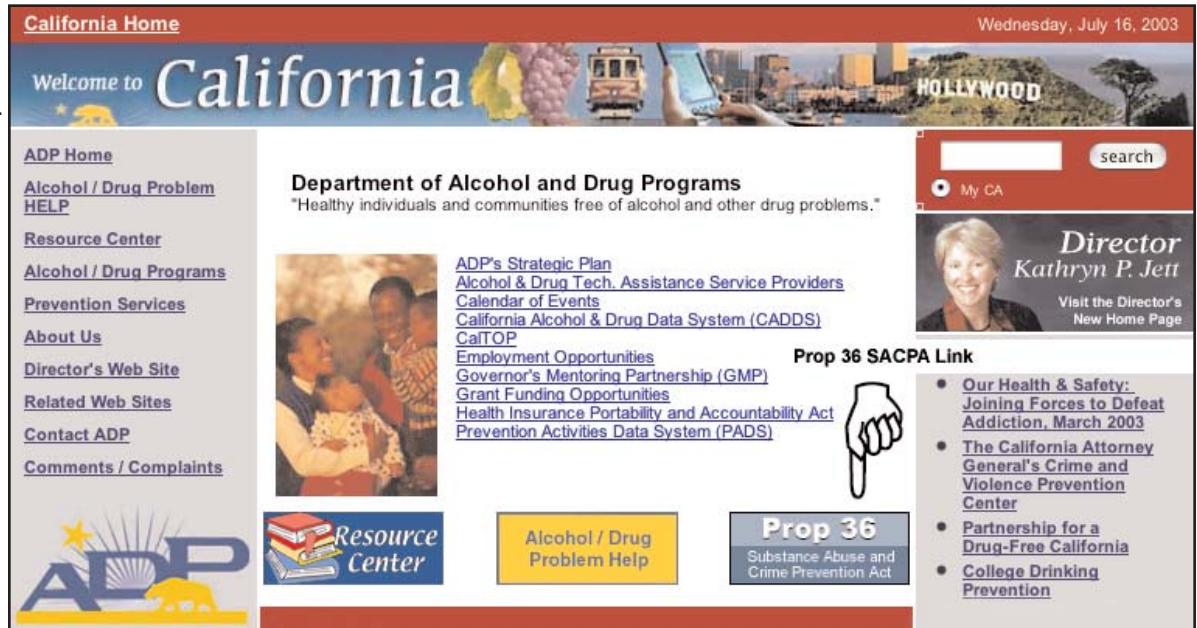 California Home
Wednesday, July 16, 2003
Welcome to California
HOLLYWOOD
ADP Home
Alcohol / Drug Problem
HELP
Resource Center
Alcohol / Drug Programs
Prevention Services
About Us
Director's Web Site
Related Web Sites
Contact ADP
Comments / Complaints
ADP
Department of Alcohol and Drug Programs
"Healthy individuals and communities free of alcohol and other drug problems."
ADP's Strategic Plan
Alcohol & Drug Tech. Assistance Service Providers
Calendar of Events
California Alcohol & Drug Data System (CADDS)
CalTOP
Employment Opportunities
Governor's Mentoring Partnership (GMP)
Grant Funding Opportunities
Health Insurance Portability and Accountability Act
Prevention Activities Data System (PADS)
Prop 36 SACPA Link
Resource
Center
Alcohol / Drug
Problem Help
Prop 36
Substance Abuse and
Crime Prevention Act
search
My CA
Director
Kathryn P. Jett
Visit the Director's
New Home Page
Our Health & Safety:
Joining Forces to Defeat
Addiction, March 2003
The California Attorney
General's Crime and
Violence Prevention
Center
Partnership for a
Drug-Free California
College Drinking
Prevention